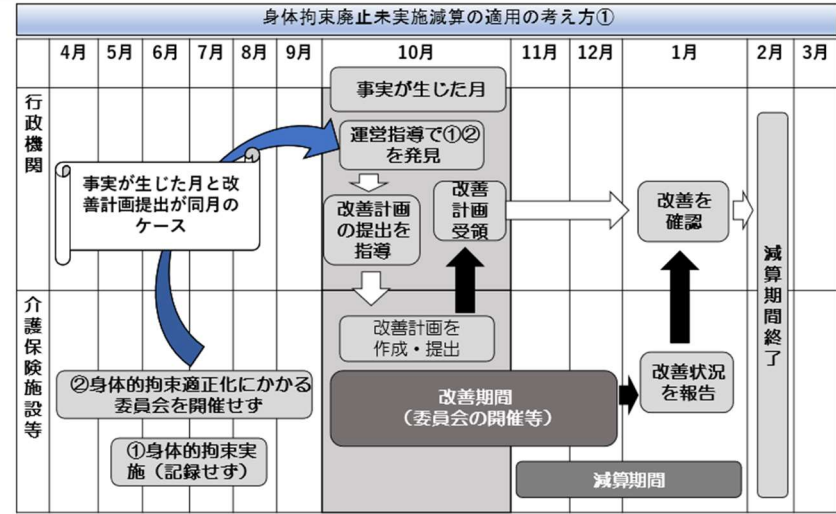 身体拘束廃止未実施減算の適用の考え方①
4月 5月 6月 7月 8月 9月 10月 11月 12月 1月 2月 3月
行政機関
事実が生じた月
運営指導で①②
を発見
事実が生じた月と改
善計画提出が同月の
ケース
改善計画
の提出を
指導
改善
計画
受領
改善を
確認
減算期間終了
介護保険施設等
改善計画を
作成・提出
②身体的拘束適正化にかかる
委員会を開催せず
改善期間
（委員会の開催等）
改善状況
を報告
①身体的拘束実
施（記録せず）
減算期間